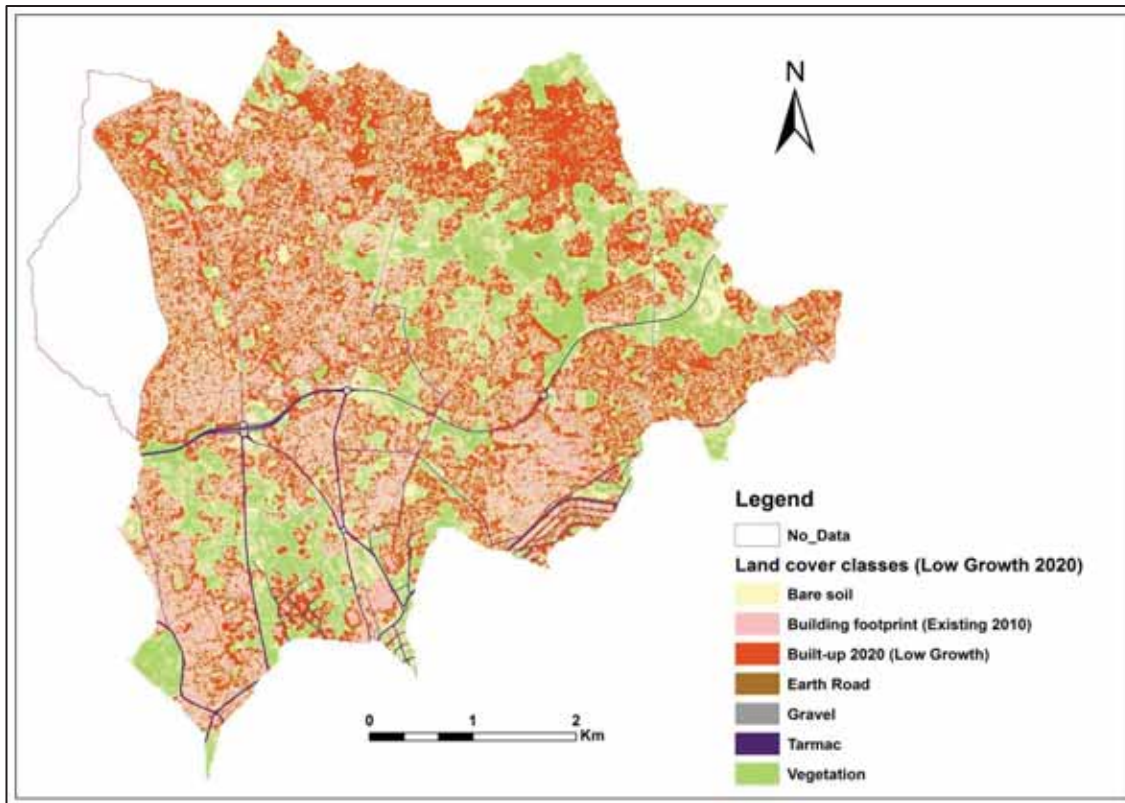 N
Legend
No_Data
Land cover classes (Low Growth 2020)
Bare soil
Building footprint (Existing 2010)
Built-up 2020 (Low Growth)
Earth Road
Gravel
Tarmac
Vegetation
0 1 2
Km